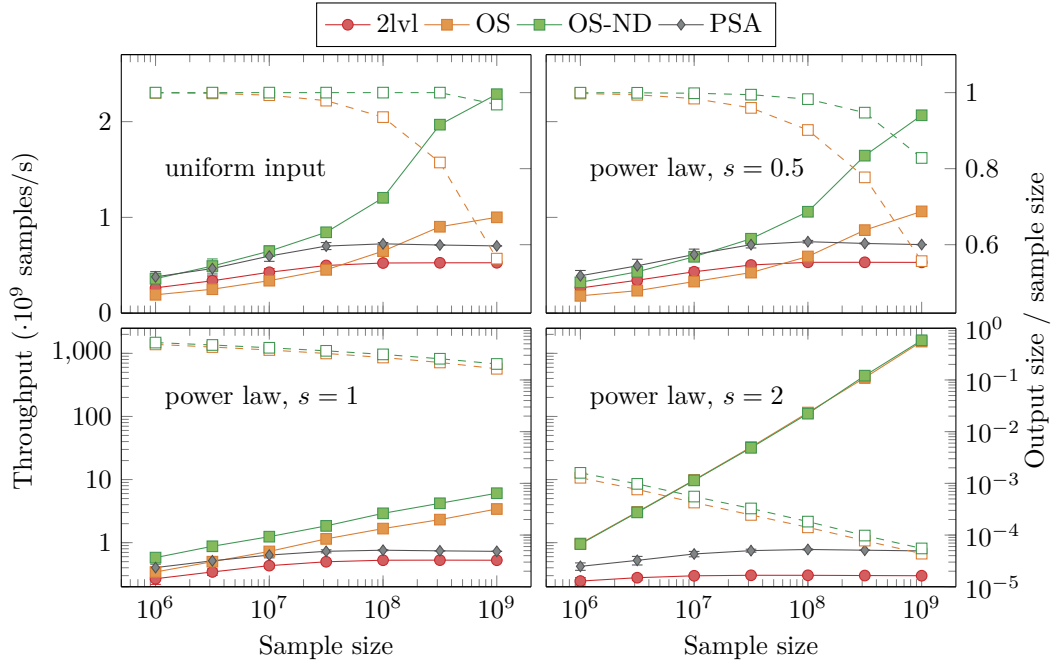 2lvl OS OS-ND PSA
2
1
0
uniform input
power law, s = 0.5
1
0.8
0.6
1,000
100
10
1
power law, s = 1
power law, s = 2
10^0
10^-1
10^-2
10^-3
10^-4
10^-5
10^6 10^7 10^8 10^9
10^6 10^7 10^8 10^9
Sample size
Sample size
Throughput (·10^9 samples/s)
Output size / sample size